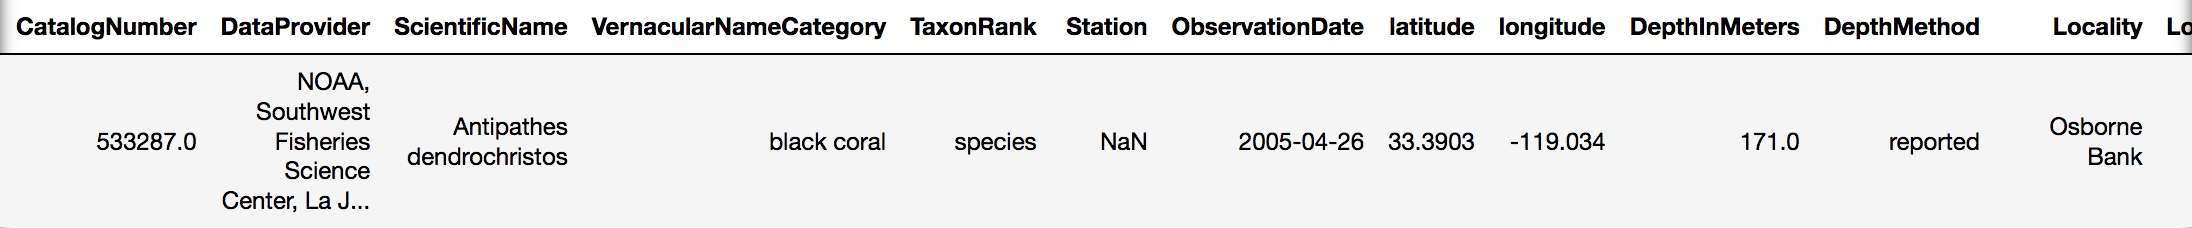 CatalogNumber DataProvider ScientificName VernacularNameCategory TaxonRank Station ObservationDate latitude longitude DepthInMeters DepthMethod Locality Lo
NOAA,
Southwest
Fisheries
Science
Center, La J...
533287.0
Antipathes
dendrochristos
black coral species NaN 2005-04-26 33.3903 -119.034 171.0 reported
Osborne
Bank